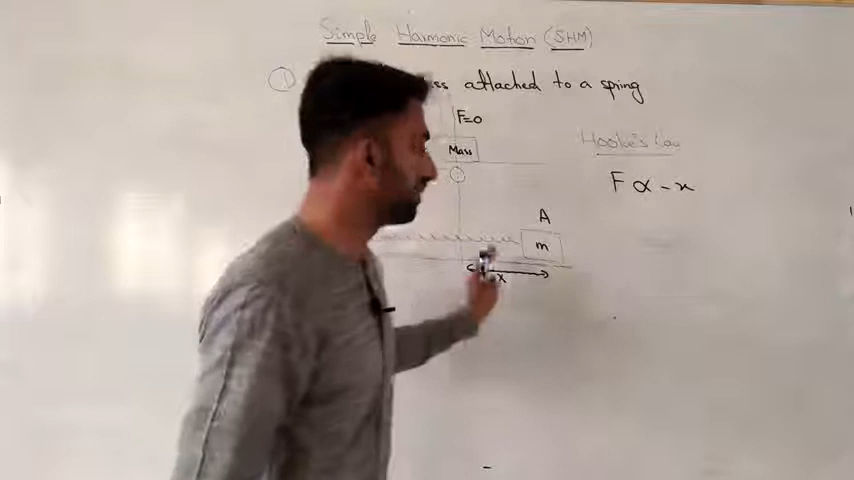 Simple Harmonic Motion (SHM)
① attached to a spring
F=0
Mass
Hooke's Law
F ∝ - x
A
m
x